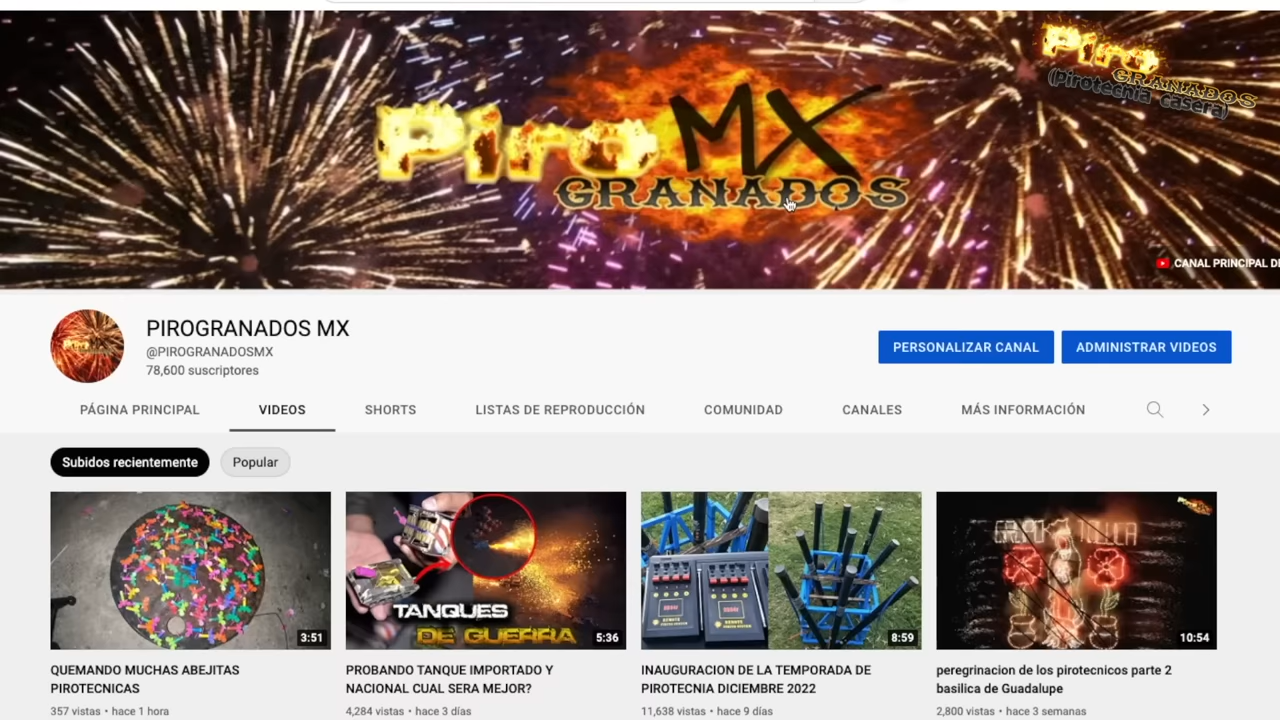 Piro
GRANADOS
(Pirotecnia casera)
Piro MX
GRANADOS
CANAL PRINCIPAL DE
PIROGRANADOS MX
@PIROGRANADOSMX
78,600 suscriptores
PERSONALIZAR CANAL
ADMINISTRAR VIDEOS
PÁGINA PRINCIPAL
VIDEOS
SHORTS
LISTAS DE REPRODUCCIÓN
COMUNIDAD
CANALES
MÁS INFORMACIÓN
Subidos recientemente
Popular
3:51
TANQUES
DE GUERRA
5:36
8:59
10:54
QUEMANDO MUCHAS ABEJITAS
PIROTECNICAS
357 vistas • hace 1 hora
PROBANDO TANQUE IMPORTADO Y
NACIONAL CUAL SERA MEJOR?
4,284 vistas • hace 3 días
INAUGURACION DE LA TEMPORADA DE
PIROTECNIA DICIEMBRE 2022
11,638 vistas • hace 9 días
peregrinacion de los pirotecnicos parte 2
basilica de Guadalupe
2,800 vistas • hace 3 semanas